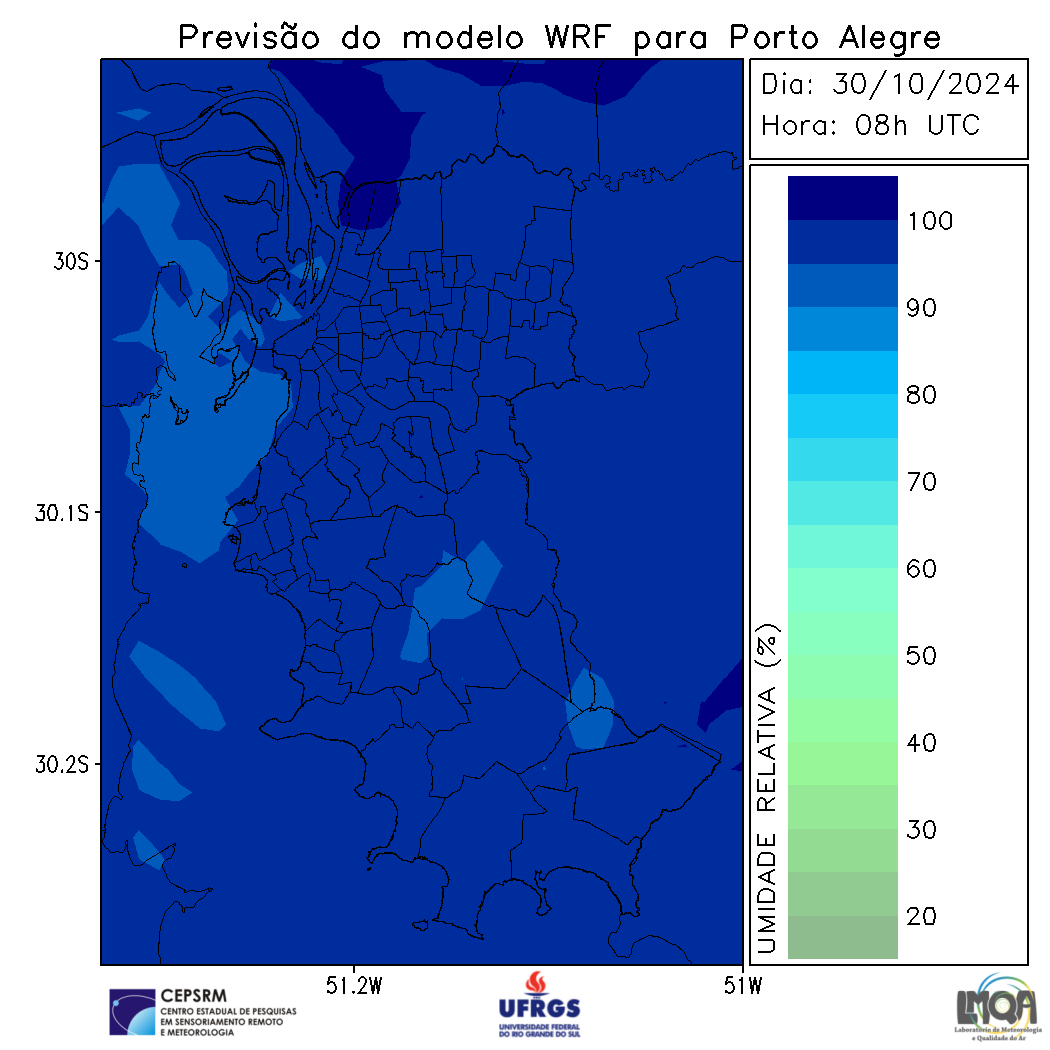 Previsão do modelo WRF para Porto Alegre
Dia: 30/10/2024
Hora: 08h UTC
30S
30.1S
30.2S
51.2W
51W
100
90
80
70
60
50
40
30
20
UMIDADE RELATIVA (%)
CEPSRM
CENTRO ESTADUAL DE PESQUISAS
EM SENSORIAMENTO REMOTO
E METEOROLOGIA
UFRGS
UNIVERSIDADE FEDERAL
DO RIO GRANDE DO SUL
LMQA
Laboratório de Meteorologia
e Qualidade do Ar